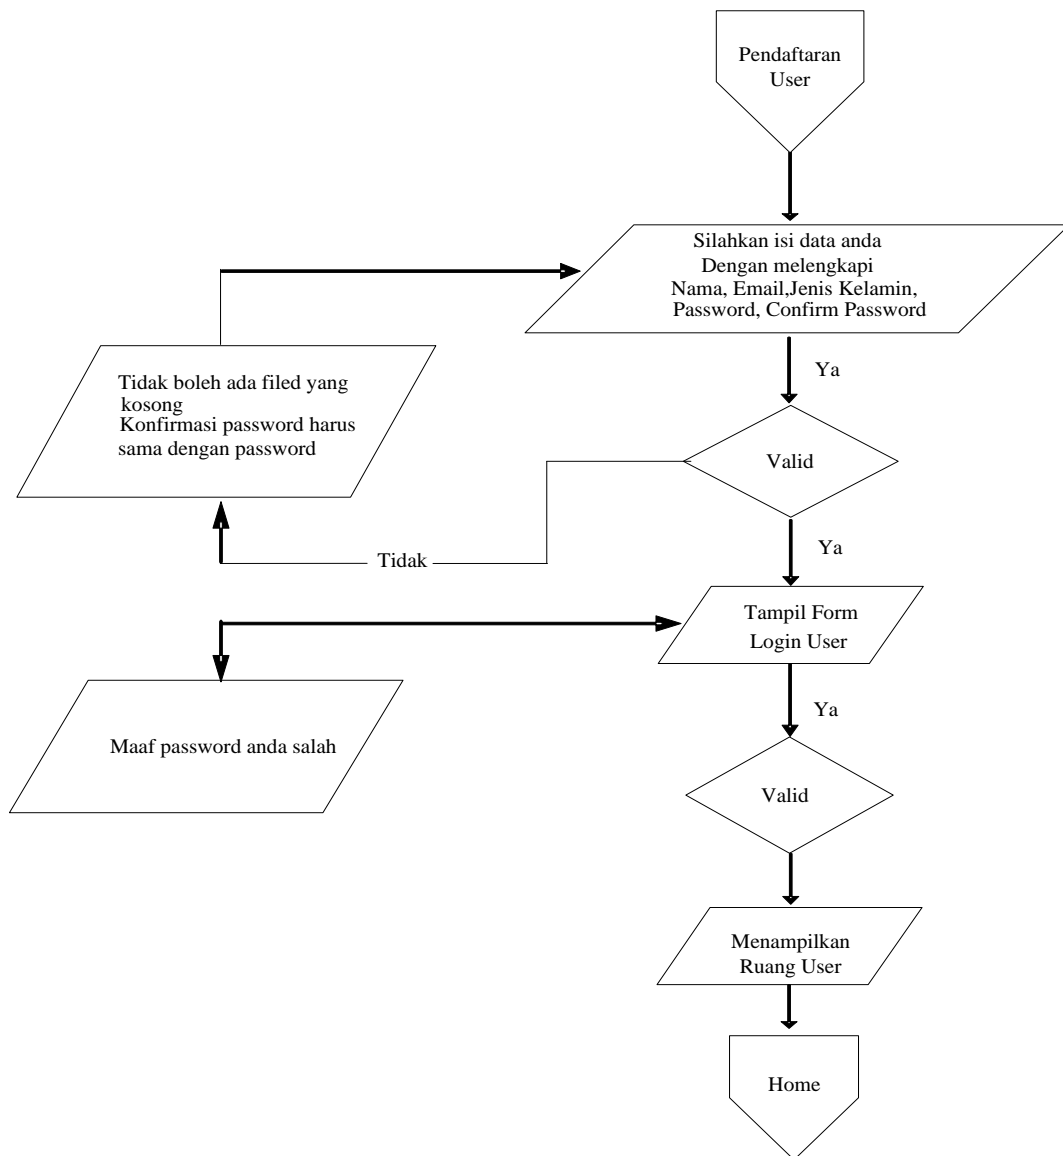 Pendaftaran
User
Silahkan isi data anda
Dengan melengkapi
Nama, Email,Jenis Kelamin,
Password, Confirm Password
Ya
Tidak boleh ada filed yang
kosong
Konfirmasi password harus
sama dengan password
Valid
Ya
Tidak
Tampil Form
Login User
Ya
Maaf password anda salah
Valid
Menampilkan
Ruang User
Home